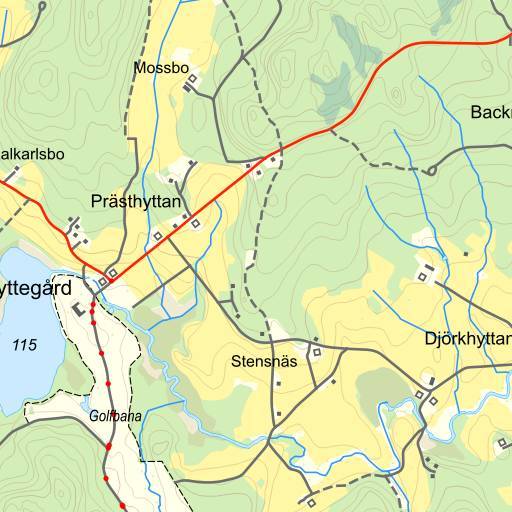 Mossbo
Backr
alkarlsbo
Prästhyttan
yttegård
115
Djörkhyttan
Stensnäs
Golfbana